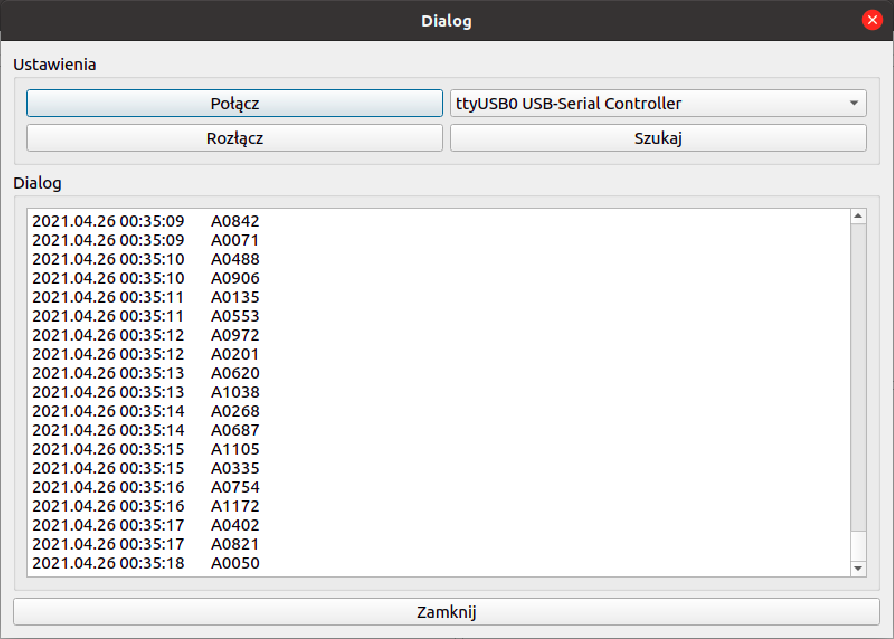 Dialog
Ustawienia
Połącz
ttyUSB0 USB-Serial Controller
Rozłącz
Szukaj
Dialog
2021.04.26 00:35:09 A0842
2021.04.26 00:35:09 A0071
2021.04.26 00:35:10 A0488
2021.04.26 00:35:10 A0906
2021.04.26 00:35:11 A0135
2021.04.26 00:35:11 A0553
2021.04.26 00:35:12 A0972
2021.04.26 00:35:12 A0201
2021.04.26 00:35:13 A0620
2021.04.26 00:35:13 A1038
2021.04.26 00:35:14 A0268
2021.04.26 00:35:14 A0687
2021.04.26 00:35:15 A1105
2021.04.26 00:35:15 A0335
2021.04.26 00:35:16 A0754
2021.04.26 00:35:16 A1172
2021.04.26 00:35:17 A0402
2021.04.26 00:35:17 A0821
2021.04.26 00:35:18 A0050
Zamknij